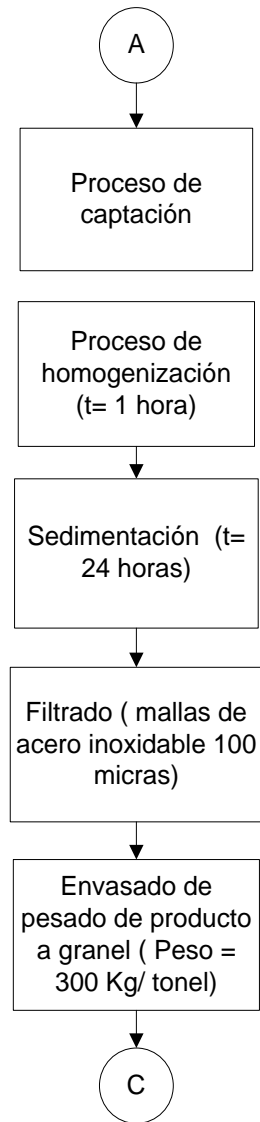 A
Proceso de
captación
Proceso de
homogenización
(t= 1 hora)
Sedimentación (t=
24 horas)
Filtrado ( mallas de
acero inoxidable 100
micras)
Envasado de
pesado de producto
a granel ( Peso =
300 Kg/ tonel)
C